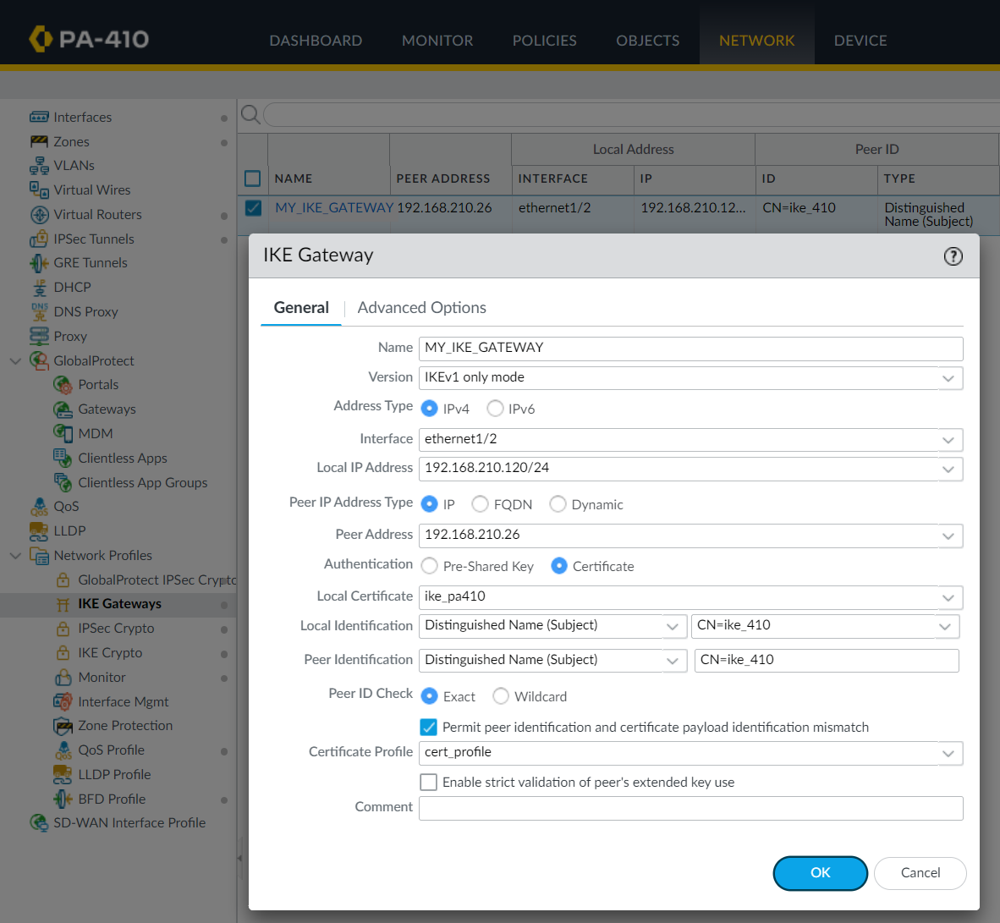 PA-410
DASHBOARD MONITOR POLICIES OBJECTS NETWORK DEVICE
Interfaces
Zones
VLANs
Virtual Wires
Virtual Routers
IPSec Tunnels
GRE Tunnels
DHCP
DNS Proxy
Proxy
GlobalProtect
Portals
Gateways
MDM
Clientless Apps
Clientless App Groups
QoS
LLDP
Network Profiles
GlobalProtect IPSec Crypto
IKE Gateways
IPSec Crypto
IKE Crypto
Monitor
Interface Mgmt
Zone Protection
QoS Profile
LLDP Profile
BFD Profile
SD-WAN Interface Profile
Local Address Peer ID
NAME PEER ADDRESS INTERFACE IP ID TYPE
MY_IKE_GATEWAY 192.168.210.26 ethernet1/2 192.168.210.12... CN=ike_410 Distinguished
Name (Subject)
IKE Gateway
General Advanced Options
Name MY_IKE_GATEWAY
Version IKEv1 only mode
Address Type IPv4 IPv6
Interface ethernet1/2
Local IP Address 192.168.210.120/24
Peer IP Address Type IP FQDN Dynamic
Peer Address 192.168.210.26
Authentication Pre-Shared Key Certificate
Local Certificate ike_pa410
Local Identification Distinguished Name (Subject) CN=ike_410
Peer Identification Distinguished Name (Subject) CN=ike_410
Peer ID Check Exact Wildcard
Permit peer identification and certificate payload identification mismatch
Certificate Profile cert_profile
Enable strict validation of peer's extended key use
Comment
OK Cancel